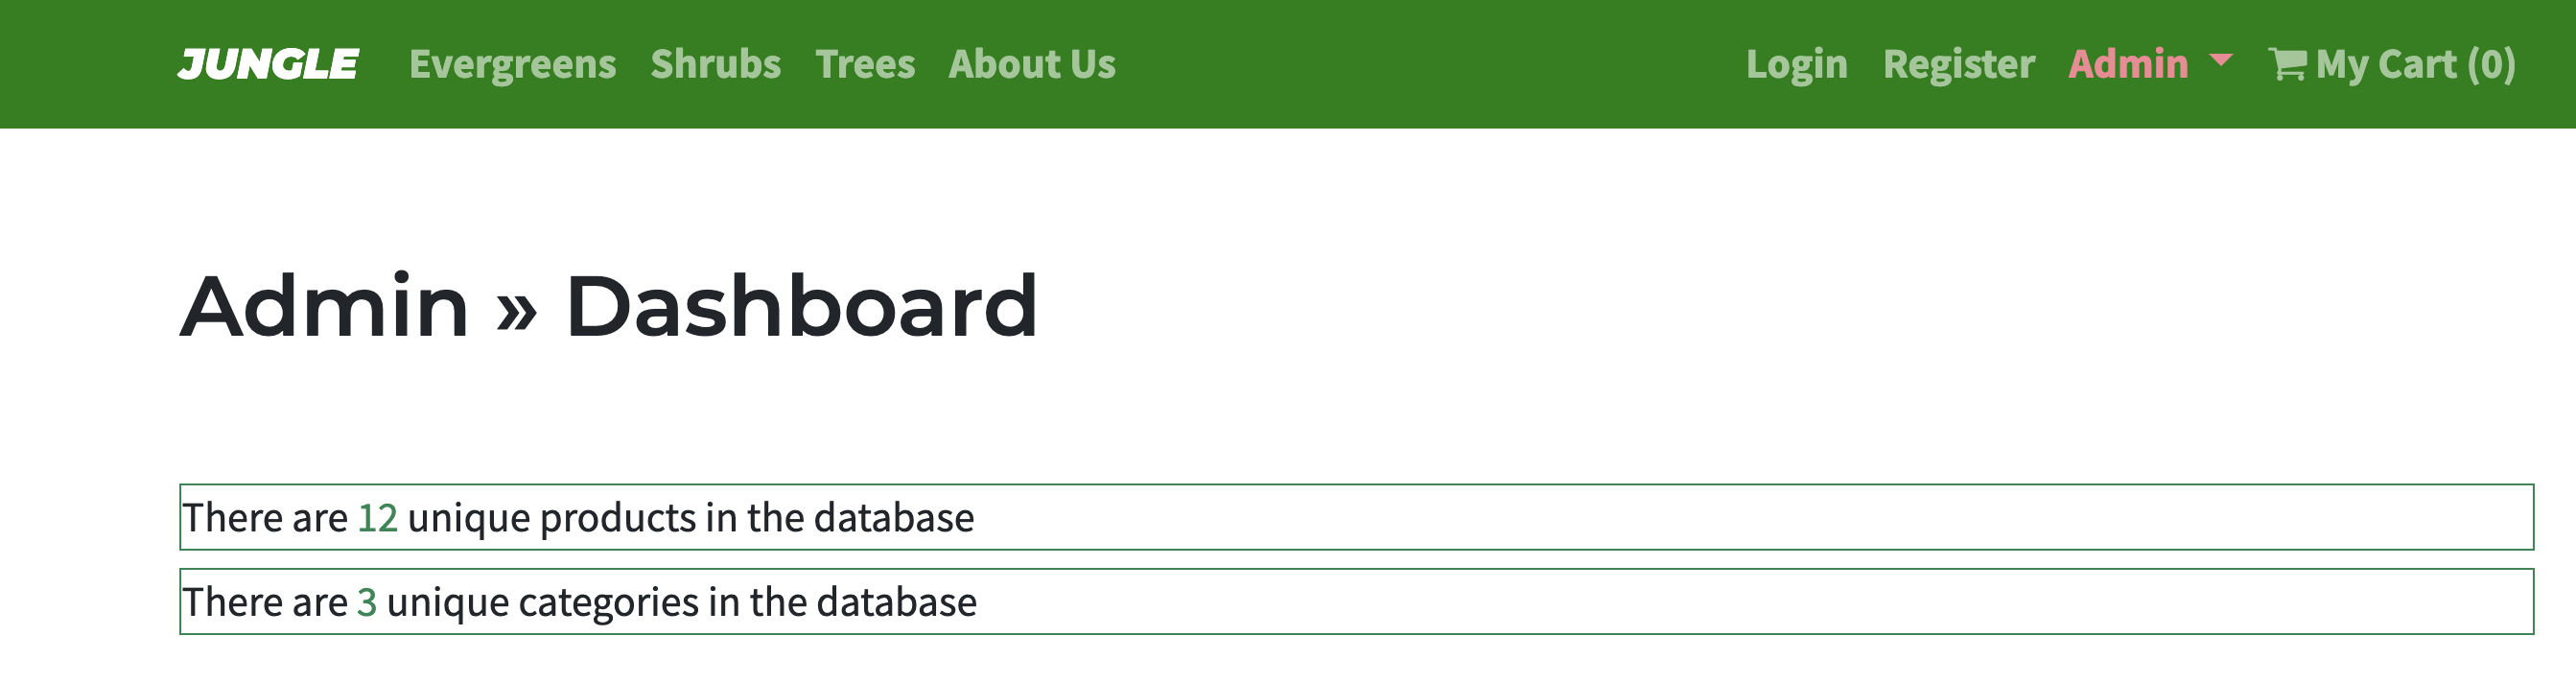 JUNGLE Evergreens Shrubs Trees About Us Login Register Admin My Cart (0)
Admin » Dashboard
There are 12 unique products in the database
There are 3 unique categories in the database